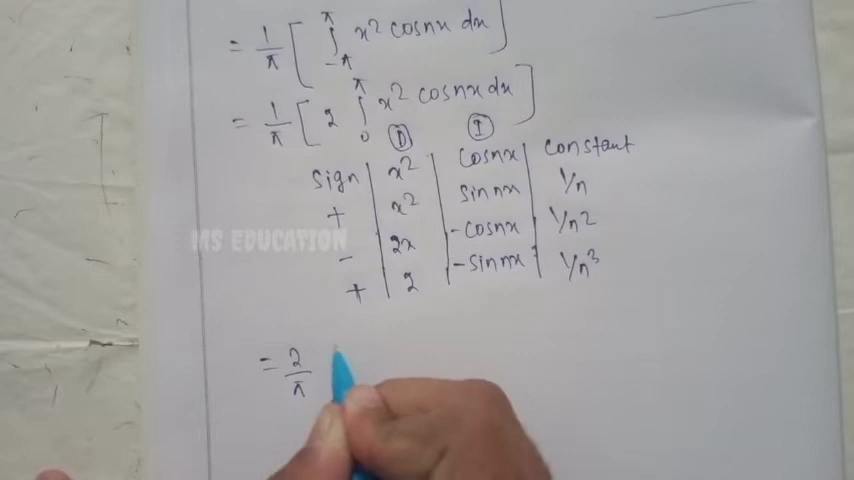 = 1/π [ ∫_{-π}^{π} x² cosnx dx ]
= 1/π [ 2 ∫_0^π x² cosnx dx ]
D I
Sign | x² | cosnx | constant
+ | x² | sinnx | 1/n
- | 2x | -cosnx | 1/n2
+ | 2 | -sinnx | 1/n3
MS EDUCATION
= 2/π